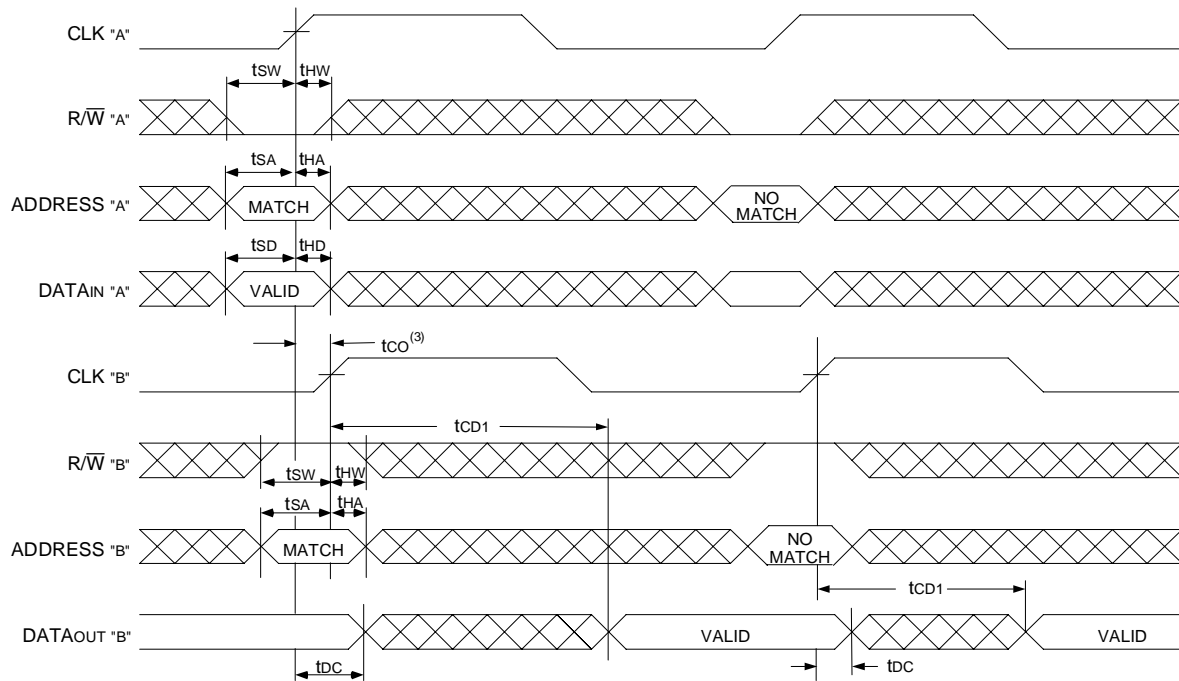 CLK "A"
tSW tHW
R/W̅ "A"
tSA tHA
ADDRESS "A" MATCH NO MATCH
tSD tHD
DATAIN "A" VALID
tCO(3)
CLK "B"
tCD1
R/W̅ "B"
tSW tHW
tSA tHA
ADDRESS "B" MATCH NO MATCH
tCD1
DATAOUT "B" VALID VALID
tDC tDC